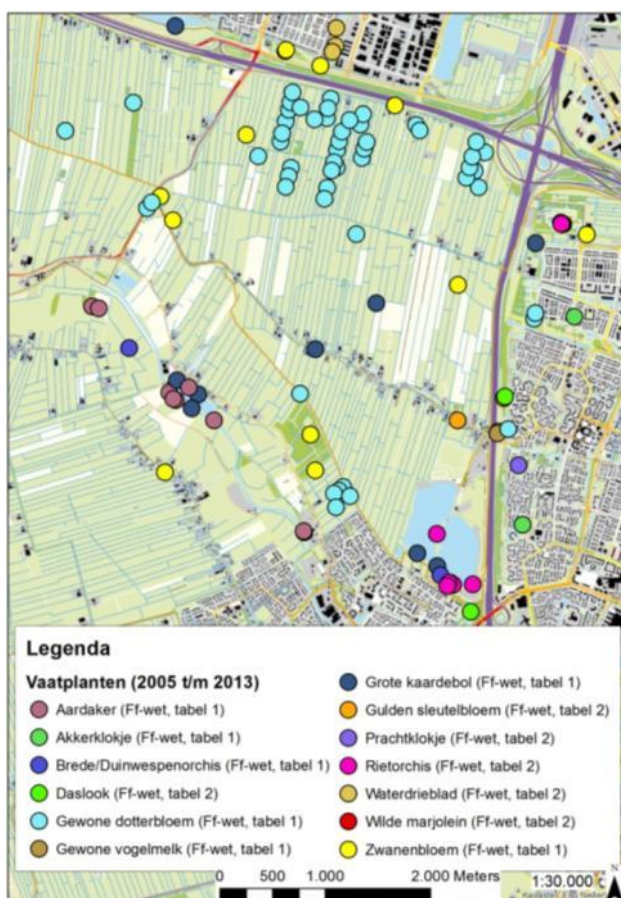 Legenda
Vaatplanten (2005 t/m 2013)
Aardaker (Ff-wet, tabel 1)
Akkerklokje (Ff-wet, tabel 1)
Brede/Duinwespenorchis (Ff-wet, tabel 1)
Daslook (Ff-wet, tabel 2)
Gewone dotterbloem (Ff-wet, tabel 1)
Gewone vogelmelk (Ff-wet, tabel 1)
Grote kaardebol (Ff-wet, tabel 1)
Gulden sleutelbloem (Ff-wet, tabel 2)
Prachtklokje (Ff-wet, tabel 2)
Rietorchis (Ff-wet, tabel 2)
Waterdrieblad (Ff-wet, tabel 2)
Wilde marjolein (Ff-wet, tabel 2)
Zwanenbloem (Ff-wet, tabel 1)
0 500 1.000 2.000 Meters
1:30.000
N